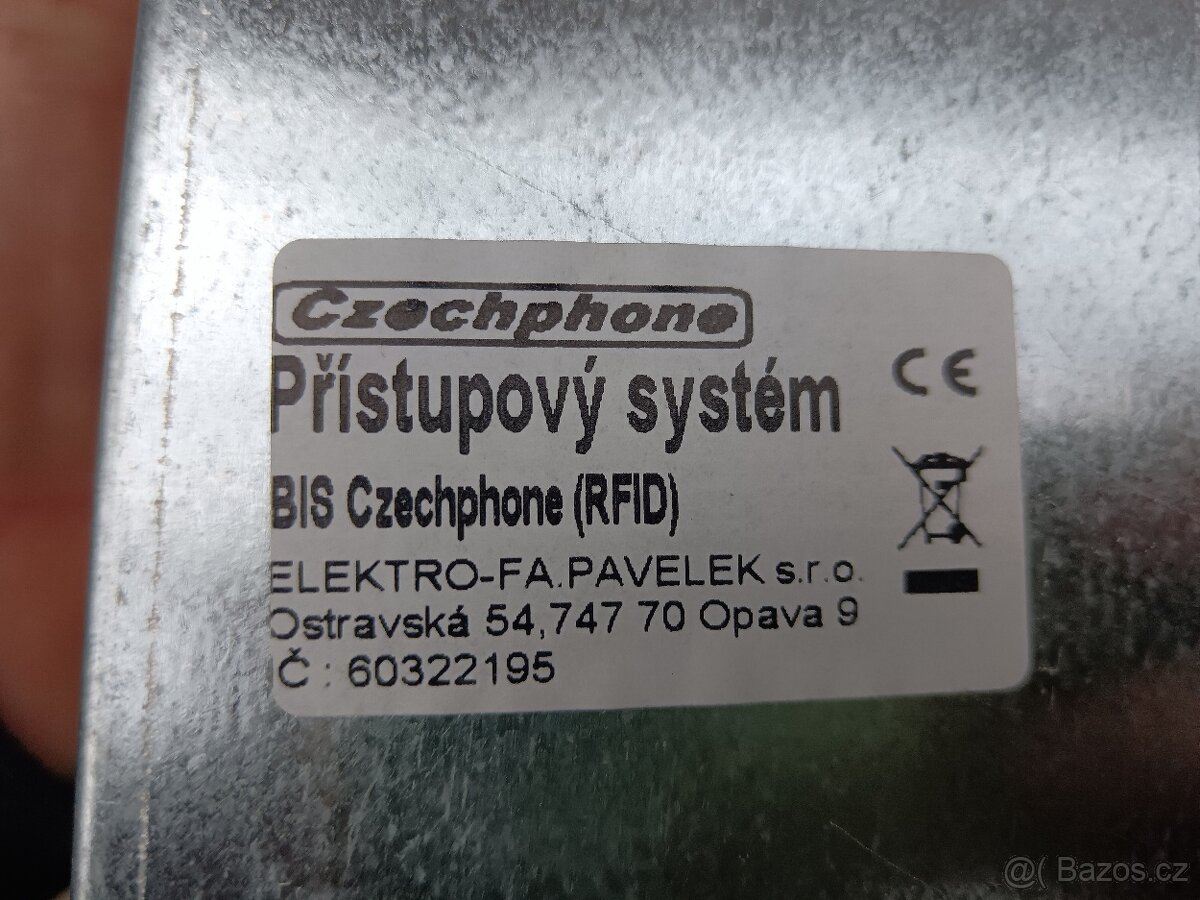 Czechphone
Přístupový systém
CE
BIS Czechphone (RFID)
ELEKTRO-FA.PAVELEK s.r.o.
Ostravská 54,747 70 Opava 9
Č : 60322195
@( Bazos.cz